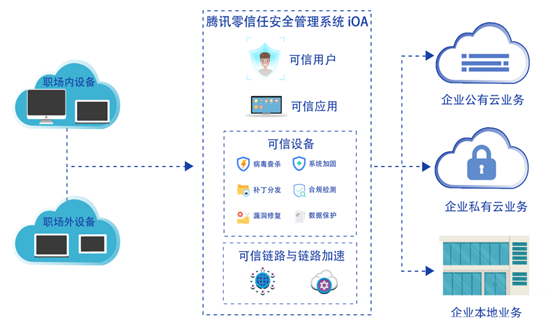 职场内设备
职场外设备
腾讯零信任安全管理系统 iOA
可信用户
可信应用
可信设备
病毒查杀
系统加固
补丁分发
合规检测
漏洞修复
数据保护
可信链路与链路加速
企业公有云业务
企业私有云业务
企业本地业务